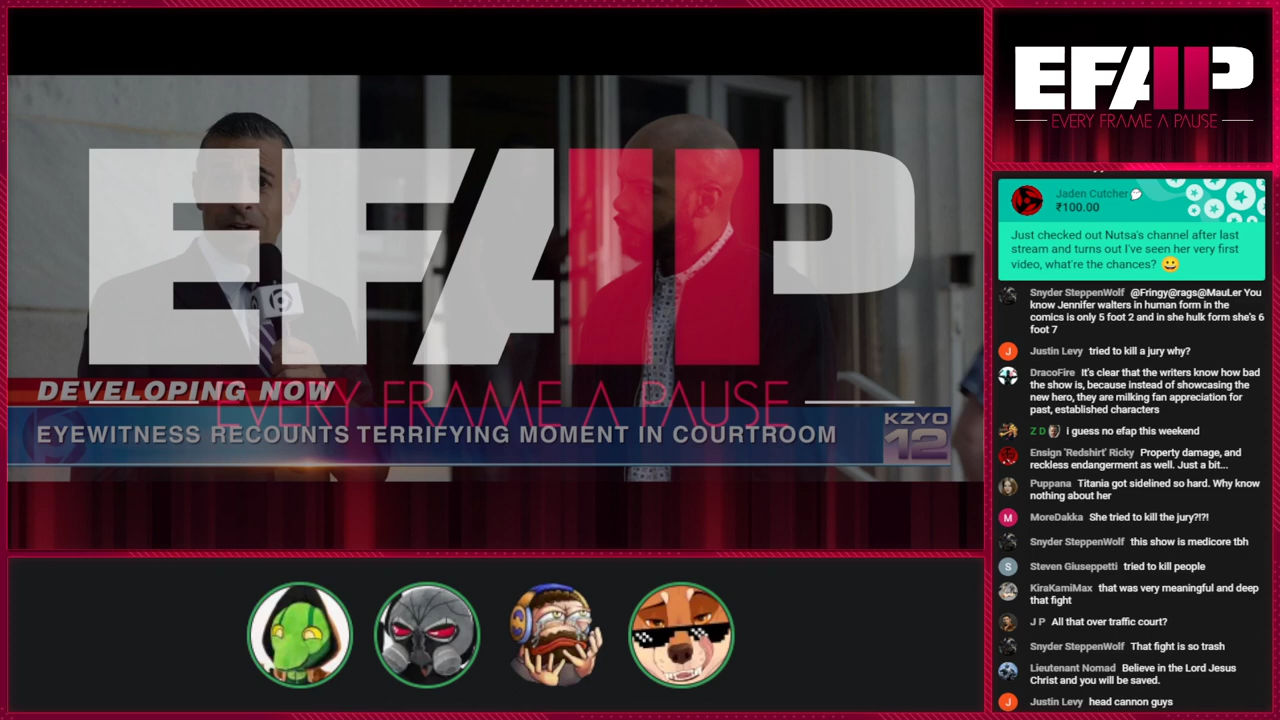 EFAP
EVERY FRAME A PAUSE
DEVELOPING NOW
EYEWITNESS RECOUNTS TERRIFYING MOMENT IN COURTROOM
KZYO
12
EFAP
EVERY FRAME A PAUSE
Jaden Cutcher
₹100.00
Just checked out Nutsa's channel after last
stream and turns out I've seen her very first
video, what're the chances? 😀
Snyder SteppenWolf @Fringy@rags@MauLer You
know Jennifer walters in human form in the
comics is only 5 foot 2 and in she hulk form she's 6
foot 7
J Justin Levy tried to kill a jury why?
DracoFire It's clear that the writers know how bad
the show is, because instead of showcasing the
new hero, they are milking fan appreciation for
past, established characters
Z D i guess no efap this weekend
Ensign 'Redshirt' Ricky Property damage, and
reckless endangerment as well. Just a bit...
Puppana Titania got sidelined so hard. Why know
nothing about her
M MoreDakka She tried to kill the jury?!?!
Snyder SteppenWolf this show is medicore tbh
S Steven Giuseppetti tried to kill people
KiraKamiMax that was very meaningful and deep
that fight
J P All that over traffic court?
Snyder SteppenWolf That fight is so trash
Lieutenant Nomad Believe in the Lord Jesus
Christ and you will be saved.
J Justin Levy head cannon guys